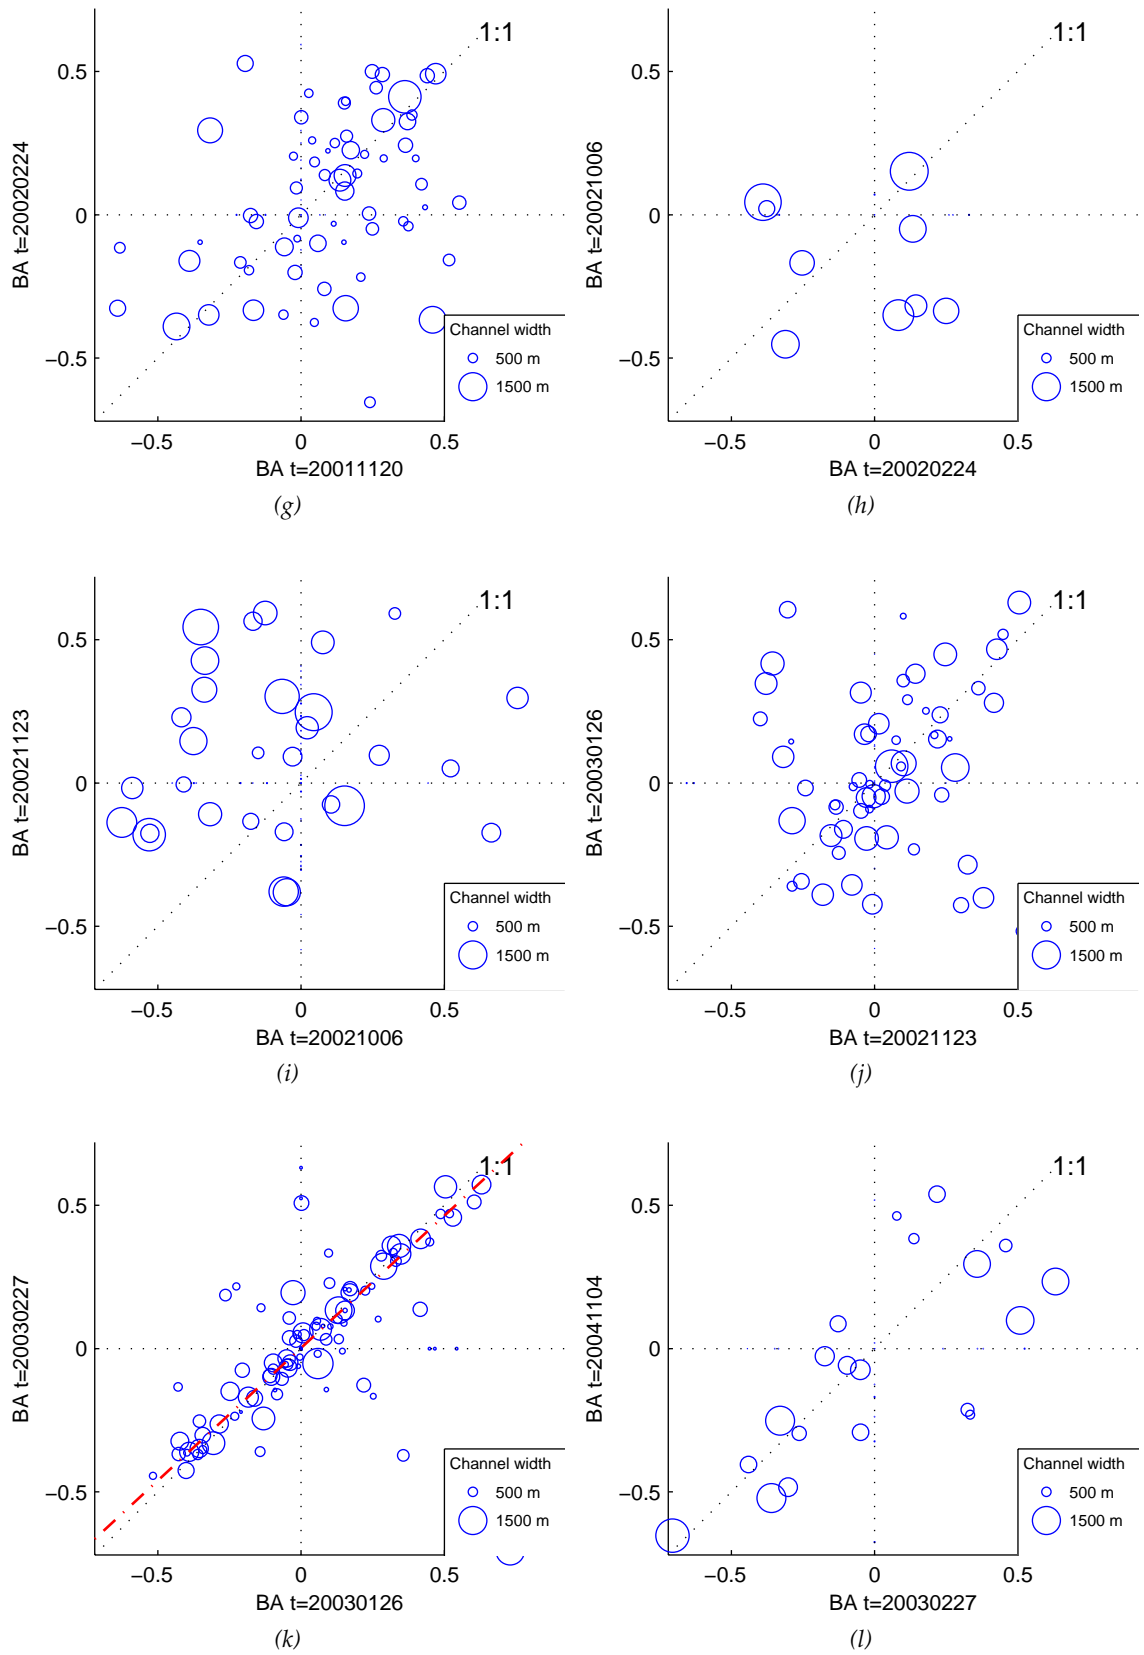 1:1
0.5
0
−0.5
BA t=20020224
Channel width
500 m
1500 m
−0.5
0
0.5
BA t=20011120
(g)
1:1
0.5
0
−0.5
BA t=20021006
Channel width
500 m
1500 m
−0.5
0
0.5
BA t=20020224
(h)
1:1
0.5
0
−0.5
BA t=20021123
Channel width
500 m
1500 m
−0.5
0
0.5
BA t=20021006
(i)
1:1
0.5
0
−0.5
BA t=20030126
Channel width
500 m
1500 m
−0.5
0
0.5
BA t=20021123
(j)
1:1
0.5
0
−0.5
BA t=20030227
Channel width
500 m
1500 m
−0.5
0
0.5
BA t=20030126
(k)
1:1
0.5
0
−0.5
BA t=20041104
Channel width
500 m
1500 m
−0.5
0
0.5
BA t=20030227
(l)